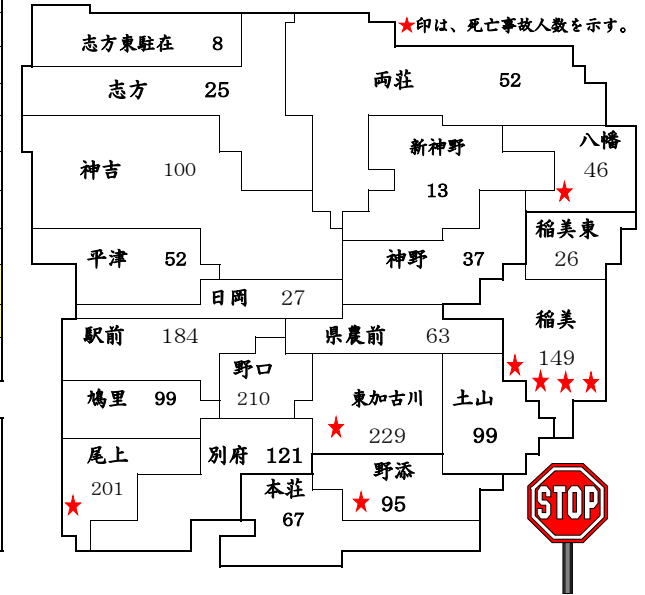 ★印は、死亡事故人数を示す。
志方東駐在 8
志方 25
両荘 52
新神野
13
八幡
46
★
神吉 100
稲美東
26
平津 52
神野 37
日岡 27
稲美
149
★ ★ ★ ★
駅前 184
県農前 63
野口
210
鳩里 99
東加古川
★ 229
土山
99
尾上
201
★
別府 121
本荘
67
野添
★ 95
STOP